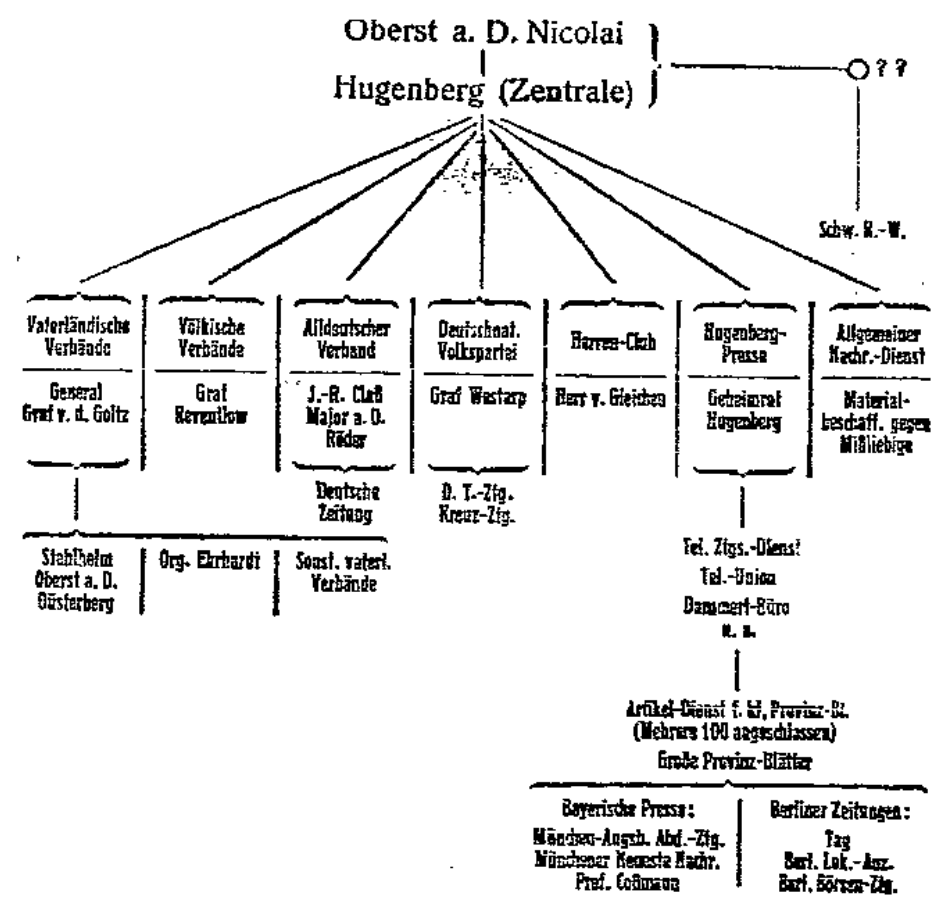 Oberst a. D. Nicolai
Hugenberg (Zentrale)
??
Schw. R.-W.
Vaterländische
Verbände
General
Graf v. d. Goltz
Völkische
Verbände
Graf
Reventlow
Alldeutscher
Verband
J.-R. Claß
Major a. D.
Röder
Deutsche
Zeitung
Deutschnat.
Volkspartei
Graf Westarp
D. T.-Ztg.
Kreuz-Ztg.
Herren-Club
Herr v. Gleichen
Hugenberg-
Presse
Geheimrat
Hugenberg
Allgemeiner
Nachr.-Dienst
Material-
beschaff. gegen
Mißliebige
Stahlhelm
Oberst a. D.
Düsterberg
Org. Ehrhardt
Sonst. vaterl.
Verbände
Tel. Ztgs.-Dienst
Tel.-Union
Dammert-Büro
u. a.
Artikel-Dienst f. kl. Provinz-Bl.
(Mehrere 100 angeschlossen)
Große Provinz-Blätter
Bayerische Presse:
München-Augsb. Abd.-Ztg.
Münchener Neueste Nachr.
Prof. Coßmann
Berliner Zeitungen:
Tag
Berl. Lok.-Anz.
Berl. Börsen-Ztg.